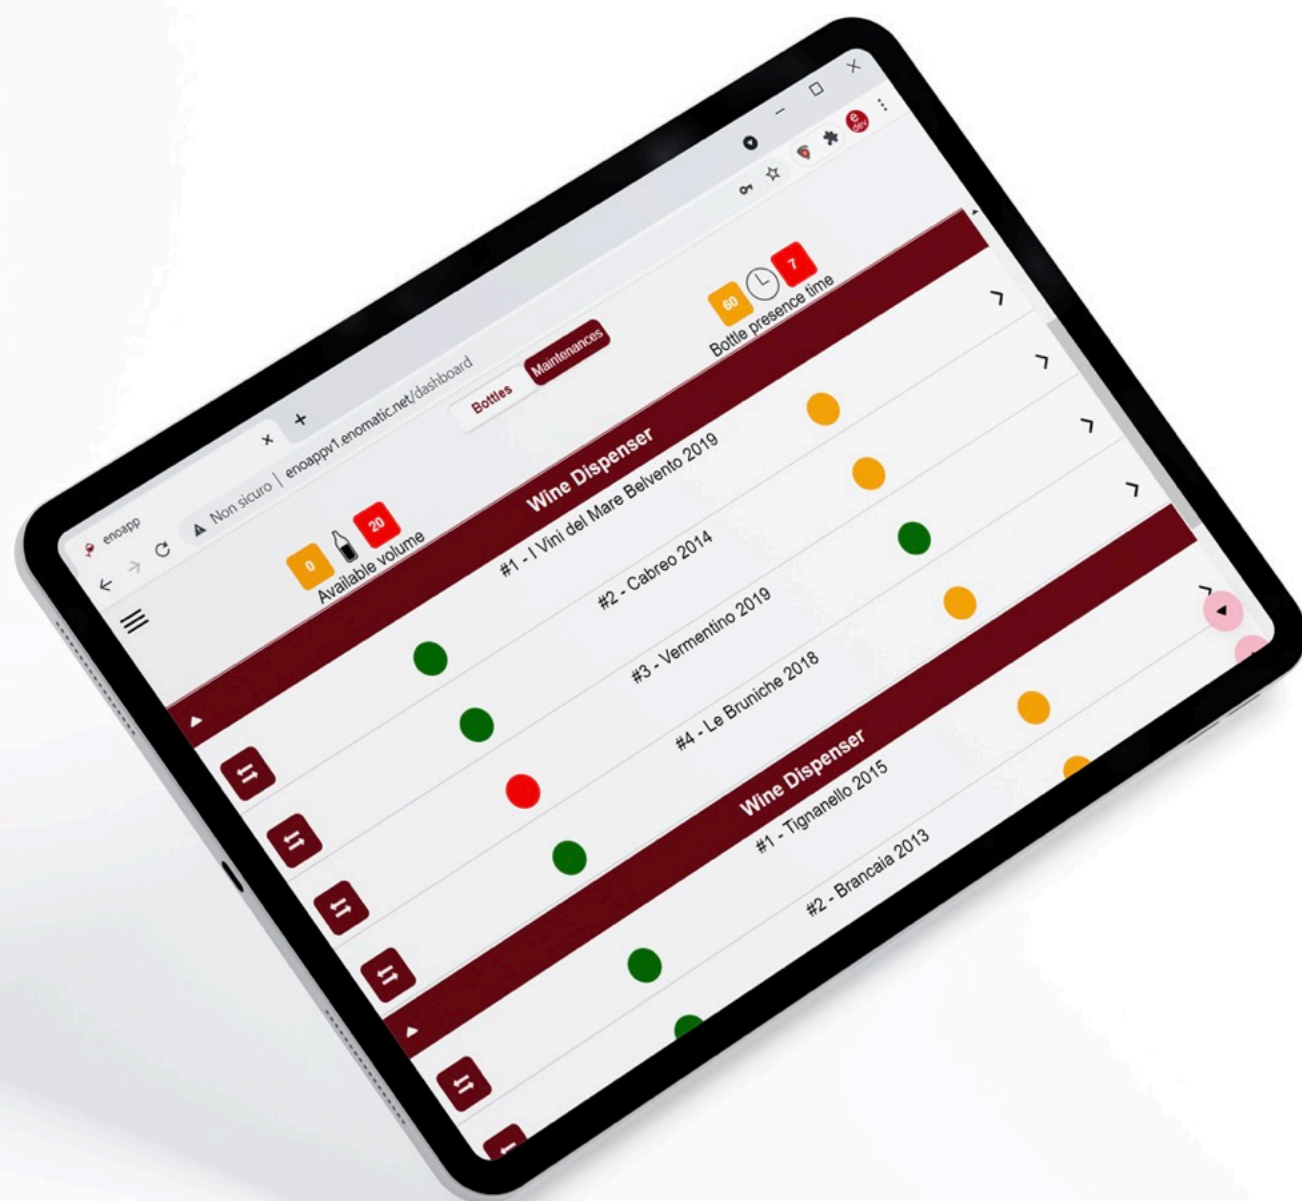 enoapp
Non sicuro | enoappv1.enomatic.net/dashboard
e
dev
0
20
Available volume
Bottles
Maintenances
60
7
Bottle presence time
Wine Dispenser
#1 - I Vini del Mare Belvento 2019
#2 - Cabreo 2014
#3 - Vermentino 2019
#4 - Le Bruniche 2018
Wine Dispenser
#1 - Tignanello 2015
#2 - Brancaia 2013